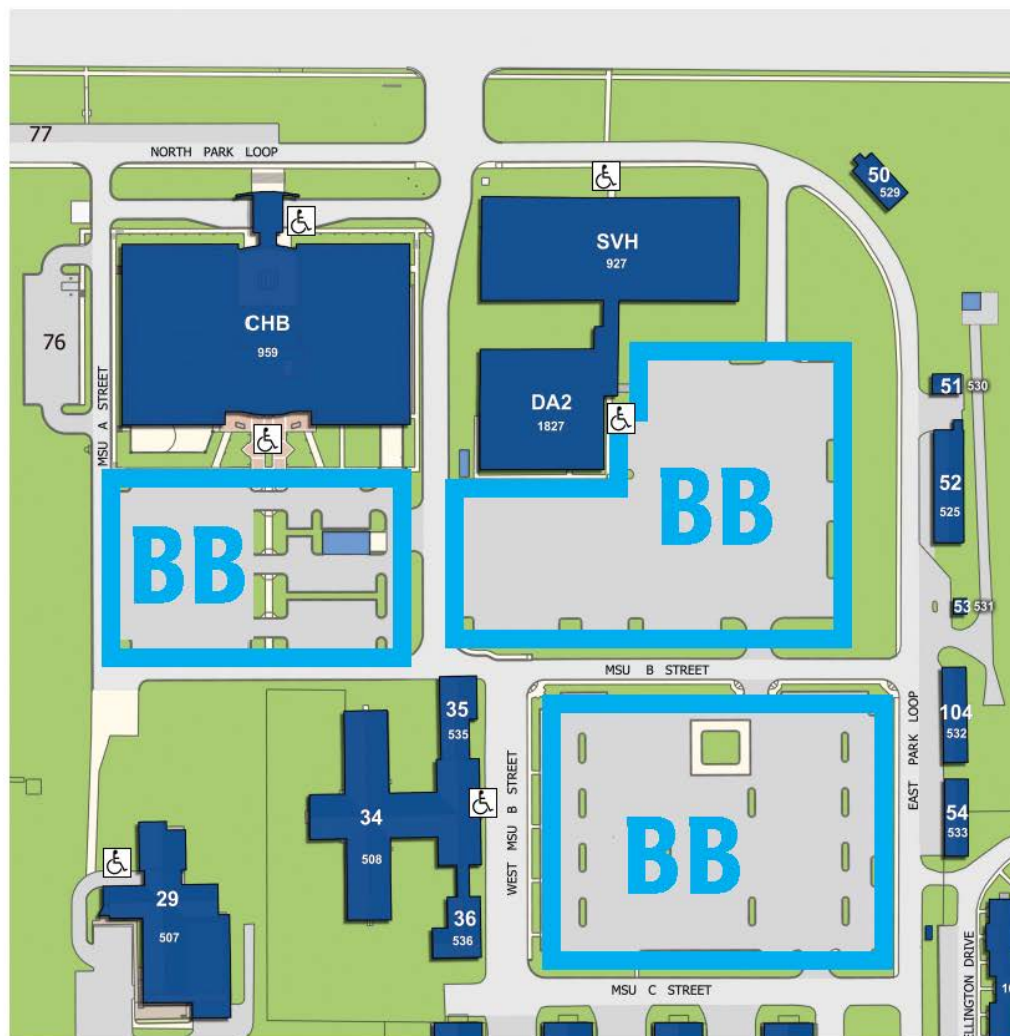 77
NORTH PARK LOOP
50
529
SVH
927
CHB
959
76
MSU A STREET
DA2
1827
51 530
BB
52
525
BB
53 531
MSU B STREET
35
535
104
532
EAST PARK LOOP
WEST MSU B STREET
34
508
54
533
BB
29
507
36
536
MSU C STREET